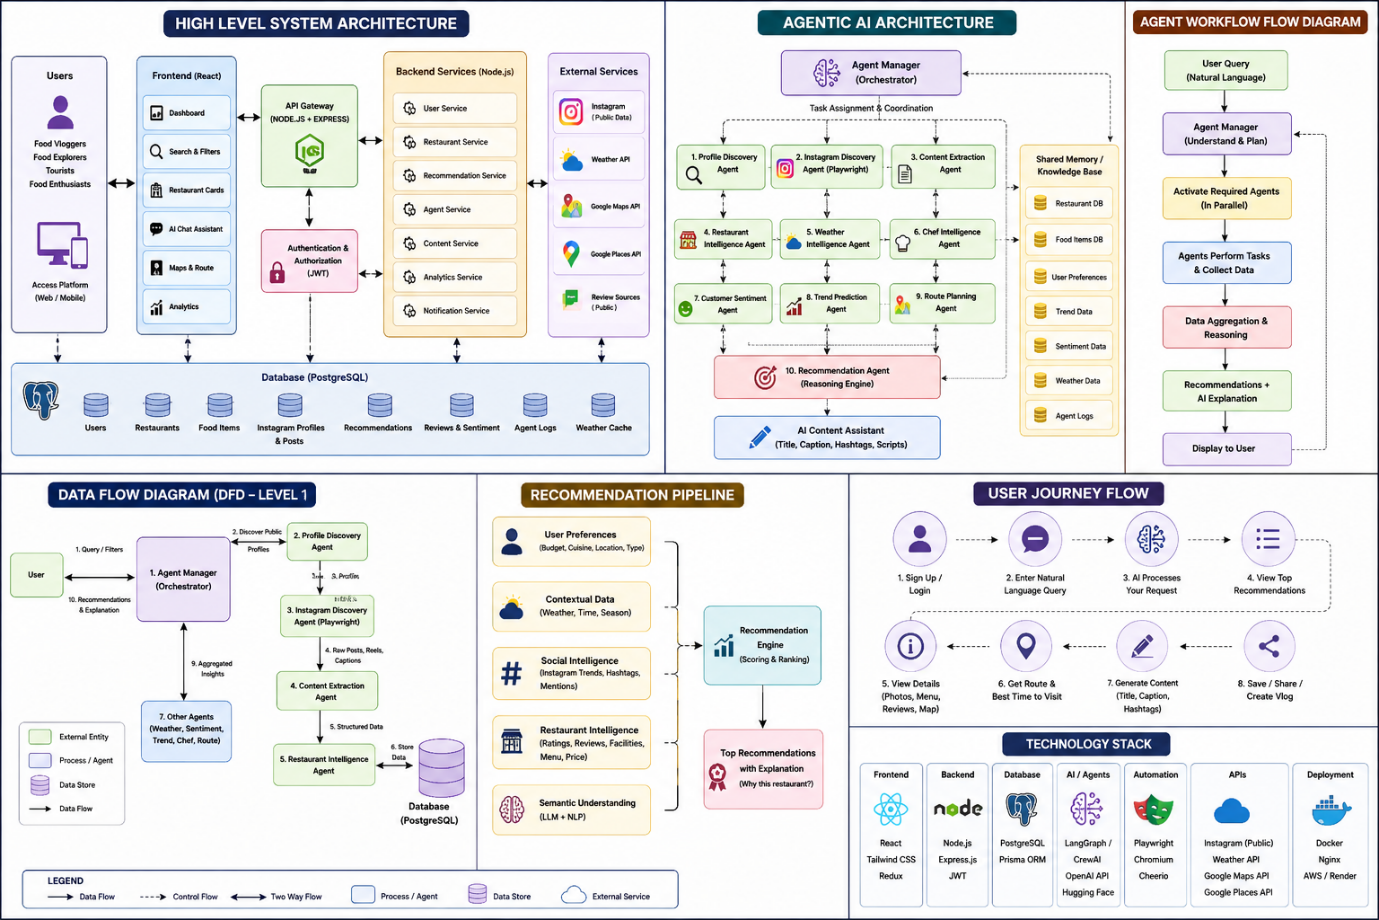 HIGH LEVEL SYSTEM ARCHITECTURE
Users
Food Vloggers
Food Explorers
Tourists
Food Enthusiasts
Access Platform
(Web / Mobile)
Frontend (React)
Dashboard
Search & Filters
Restaurant Cards
AI Chat Assistant
Maps & Route
Analytics
API Gateway
(NODE.JS + EXPRESS)
Authentication &
Authorization
(JWT)
Backend Services (Node.js)
User Service
Restaurant Service
Recommendation Service
Agent Service
Content Service
Analytics Service
Notification Service
External Services
Instagram
(Public Data)
Weather API
Google Maps API
Google Places API
Review Sources
(Public)
Database (PostgreSQL)
Users
Restaurants
Food Items
Instagram Profiles
& Posts
Recommendations
Reviews & Sentiment
Agent Logs
Weather Cache
AGENTIC AI ARCHITECTURE
Agent Manager
(Orchestrator)
Task Assignment & Coordination
1. Profile Discovery
Agent
2. Instagram Discovery
Agent (Playwright)
3. Content Extraction
Agent
4. Restaurant
Intelligence Agent
5. Weather
Intelligence Agent
6. Chef Intelligence
Agent
7. Customer Sentiment
Agent
8. Trend Prediction
Agent
9. Route Planning
Agent
10. Recommendation Agent
(Reasoning Engine)
AI Content Assistant
(Title, Caption, Hashtags, Scripts)
Shared Memory /
Knowledge Base
Restaurant DB
Food Items DB
User Preferences
Trend Data
Sentiment Data
Weather Data
Agent Logs
AGENT WORKFLOW FLOW DIAGRAM
User Query
(Natural Language)
Agent Manager
(Understand & Plan)
Activate Required Agents
(In Parallel)
Agents Perform Tasks
& Collect Data
Data Aggregation &
Reasoning
Recommendations +
AI Explanation
Display to User
DATA FLOW DIAGRAM (DFD – LEVEL 1
User
1. Query / Filters
10. Recommendations
& Explanation
1. Agent Manager
(Orchestrator)
2. Discover Public
Profiles
2. Profile Discovery
Agent
3. Profiles
3. Instagram Discovery
Agent (Playwright)
4. Raw Posts, Reels,
Captions
4. Content Extraction
Agent
5. Structured Data
5. Restaurant Intelligence
Agent
6. Store
Data
Database
(PostgreSQL)
9. Aggregated
Insights
7. Other Agents
(Weather, Sentiment,
Trend, Chef, Route)
External Entity
Process / Agent
Data Store
Data Flow
RECOMMENDATION PIPELINE
User Preferences
(Budget, Cuisine, Location, Type)
Contextual Data
(Weather, Time, Season)
#
Social Intelligence
(Instagram Trends, Hashtags,
Mentions)
Restaurant Intelligence
(Ratings, Reviews, Facilities,
Menu, Price)
Semantic Understanding
(LLM + NLP)
Recommendation
Engine
(Scoring & Ranking)
Top Recommendations
with Explanation
(Why this restaurant?)
USER JOURNEY FLOW
1. Sign Up /
Login
2. Enter Natural
Language Query
3. AI Processes
Your Request
4. View Top
Recommendations
5. View Details
(Photos, Menu,
Reviews, Map)
6. Get Route &
Best Time to Visit
7. Generate Content
(Title, Caption,
Hashtags)
8. Save / Share /
Create Vlog
TECHNOLOGY STACK
Frontend
React
Tailwind CSS
Redux
Backend
node
Node.js
Express.js
JWT
Database
PostgreSQL
Prisma ORM
AI / Agents
LangGraph /
CrewAI
OpenAI API
Hugging Face
Automation
Playwright
Chromium
Cheerio
APIs
Instagram (Public)
Weather API
Google Maps API
Google Places API
Deployment
Docker
Nginx
AWS / Render
LEGEND
Data Flow
Control Flow
Two Way Flow
Process / Agent
Data Store
External Service